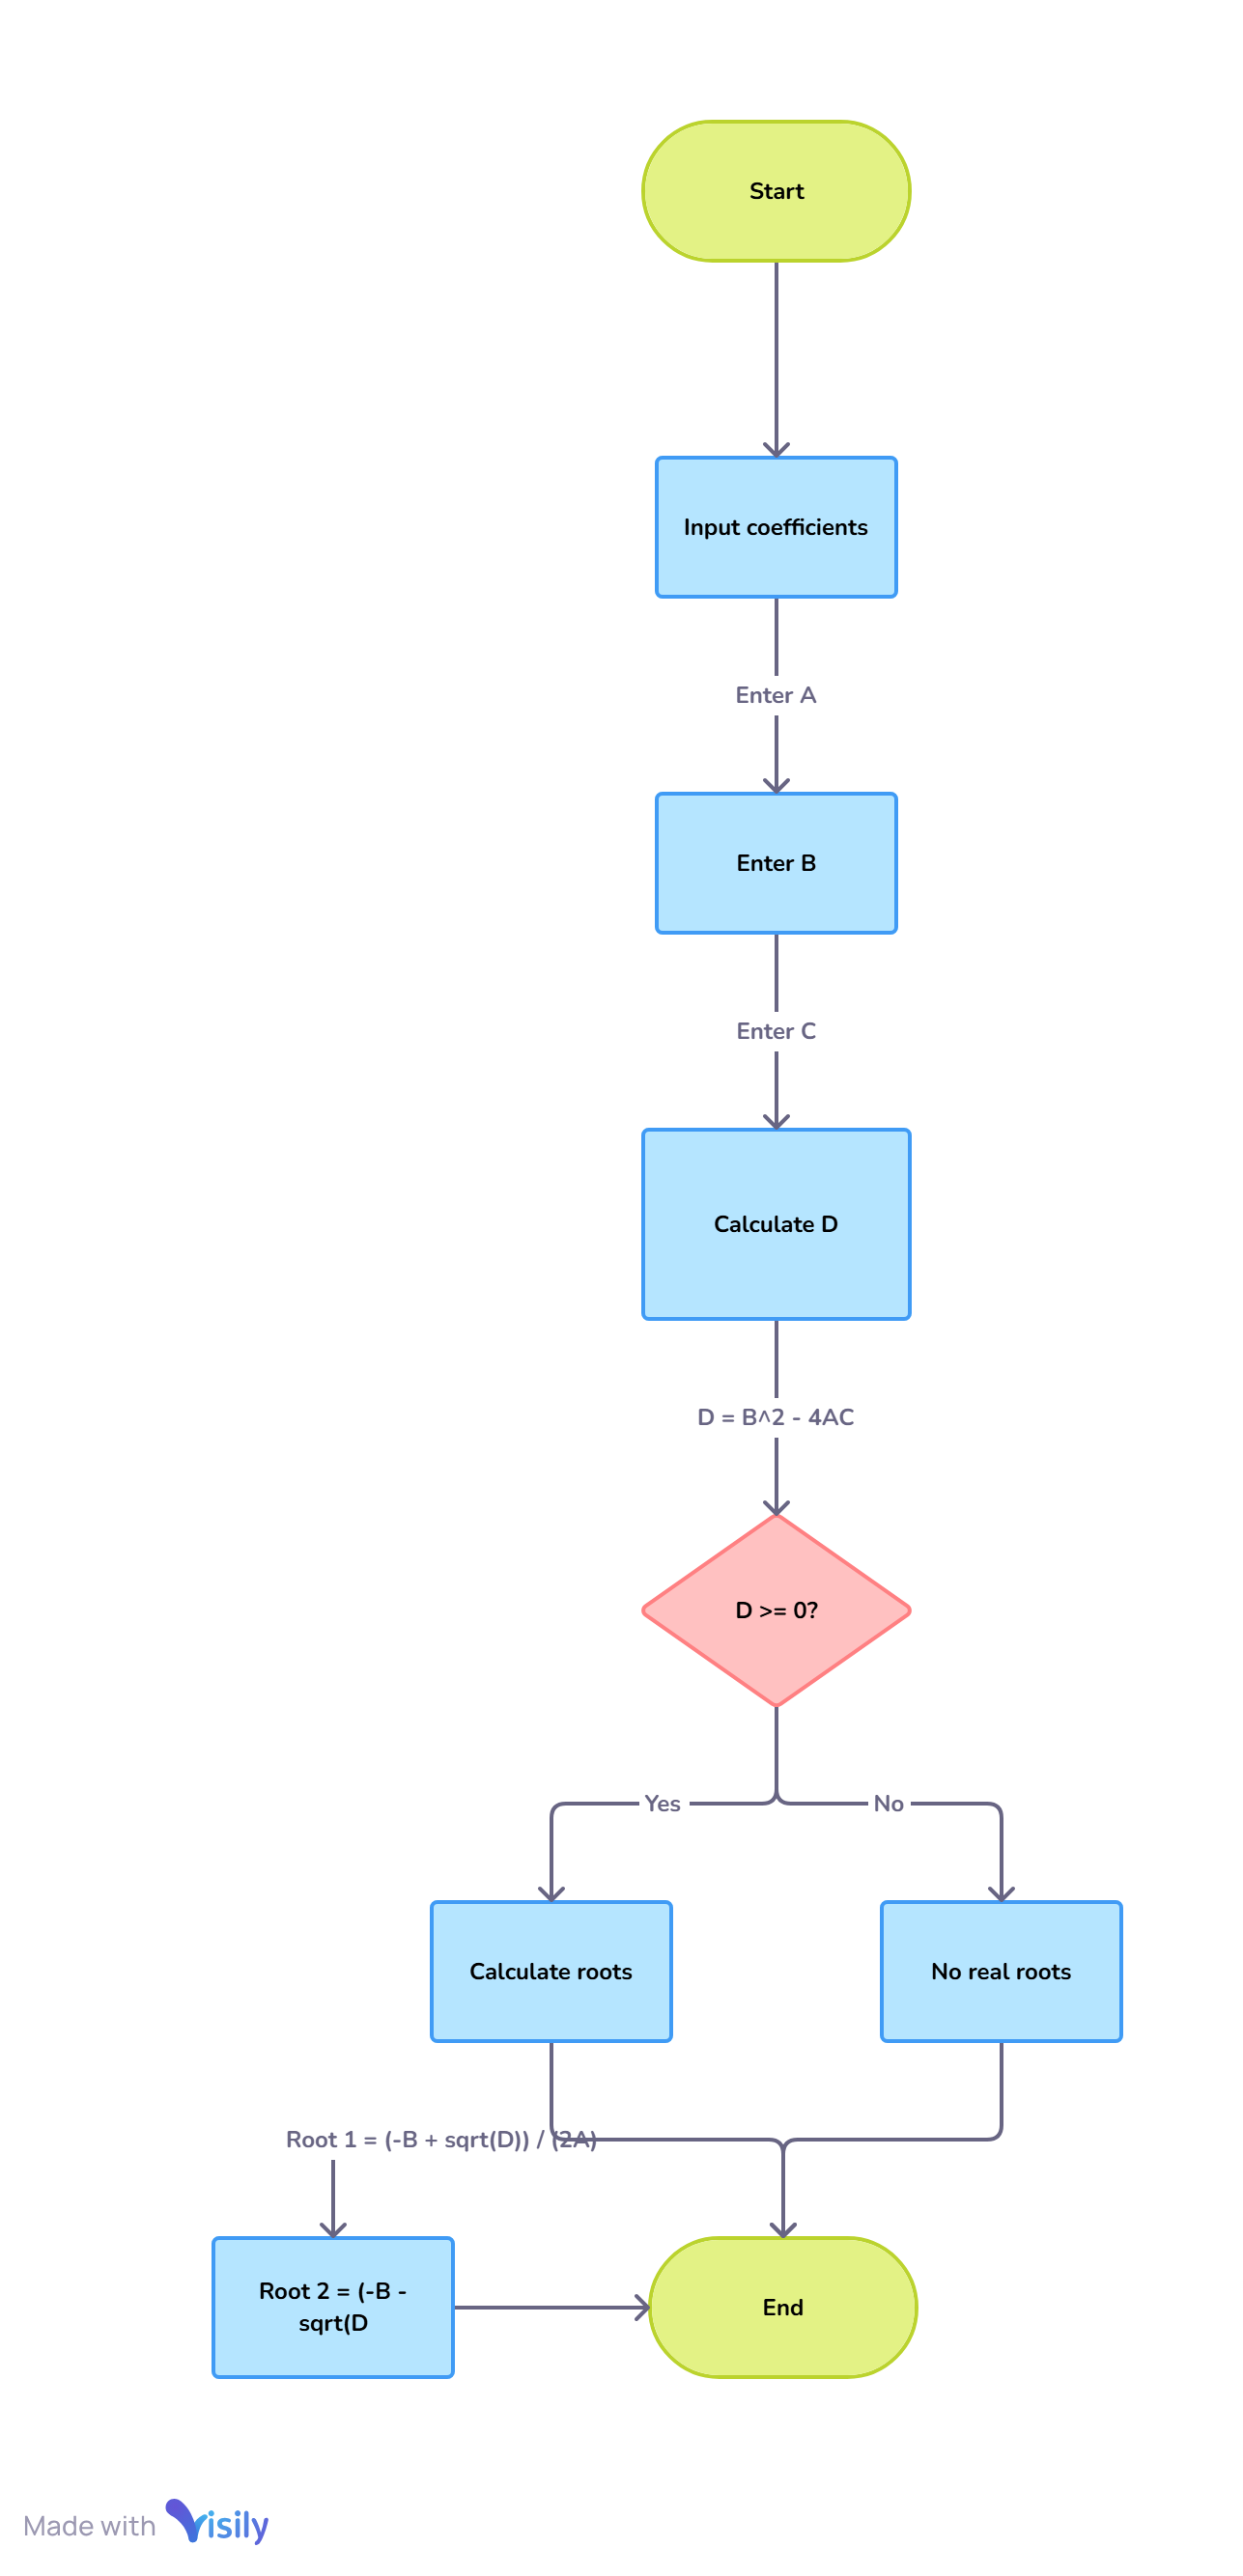 Start
Input coefficients
Enter A
Enter B
Enter C
Calculate D
D = B^2 - 4AC
D >= 0?
Yes
No
Calculate roots
No real roots
Root 1 = (-B + sqrt(D)) / (2A)
Root 2 = (-B -
sqrt(D
End
Made with Visily